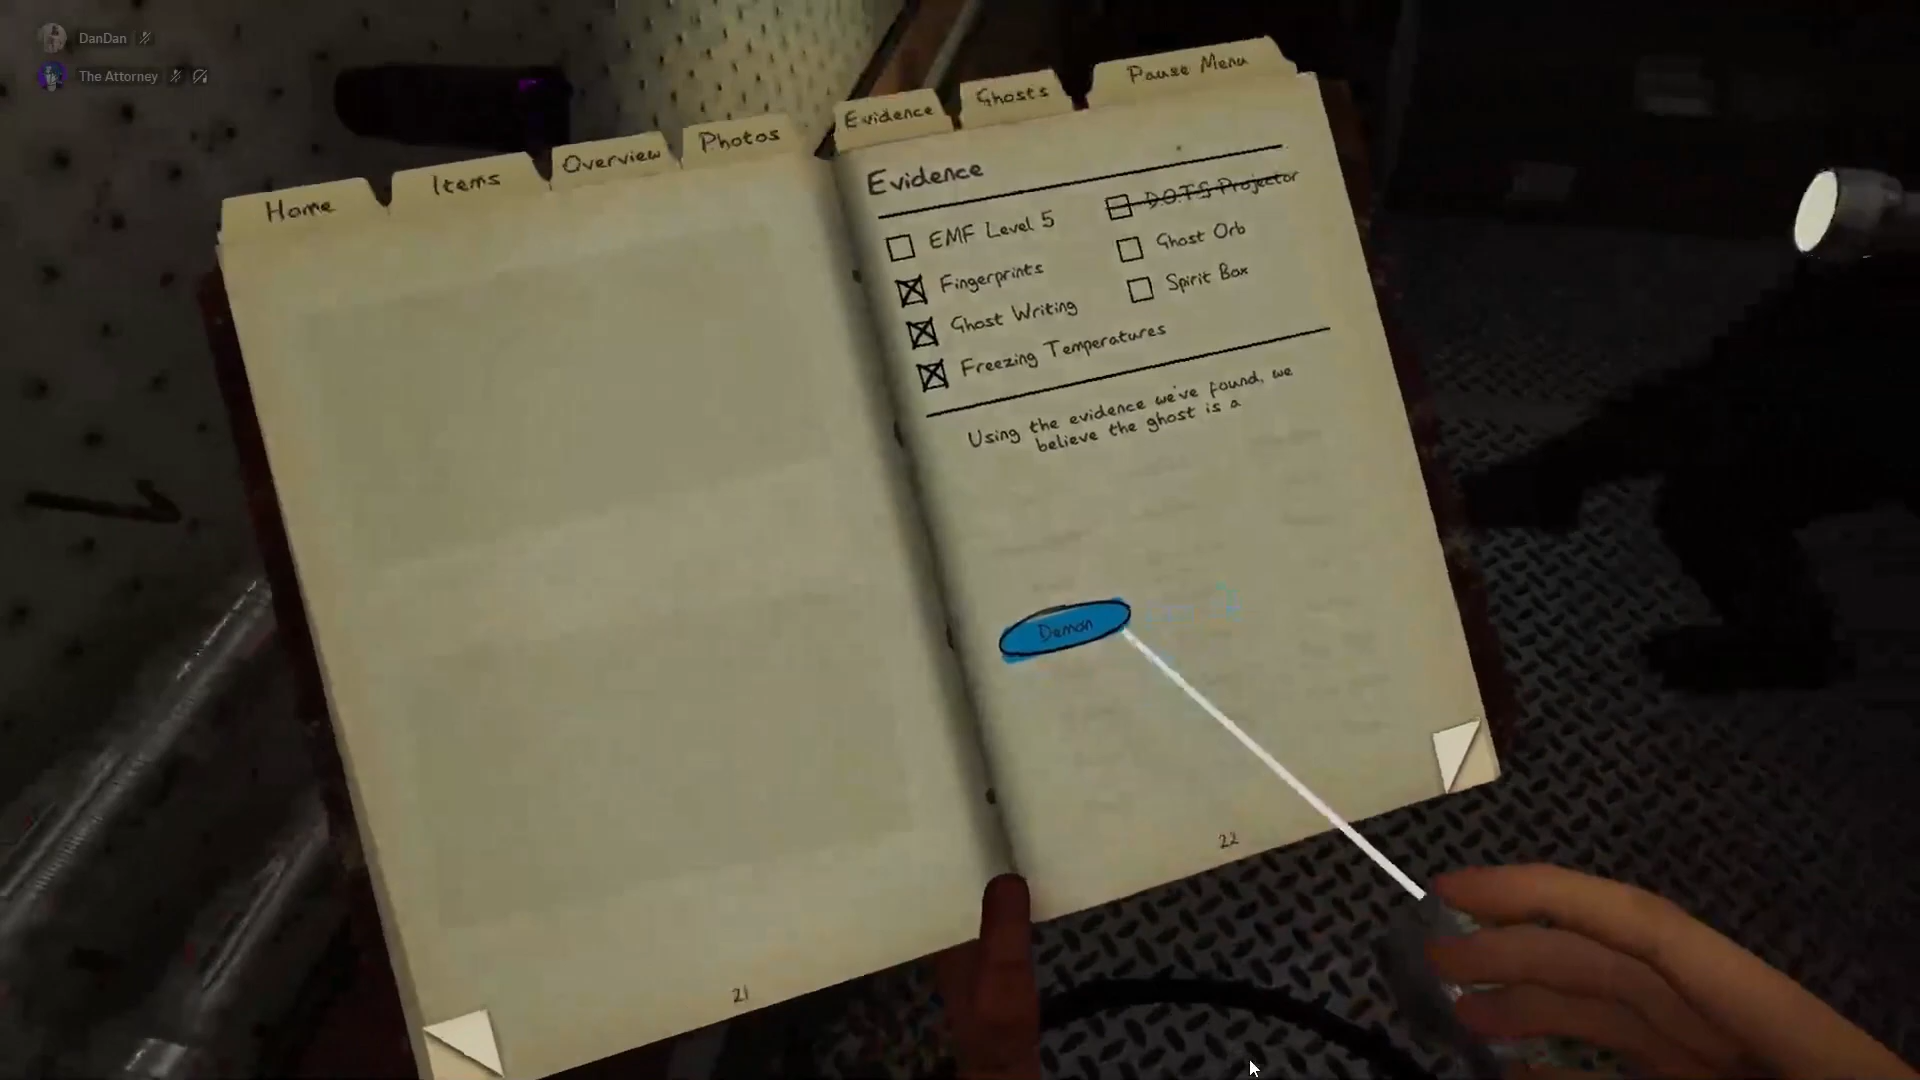 DanDan
The Attorney
Home
Items
Overview
Photos
Evidence
Ghosts
Pause Menu
Evidence
EMF Level 5
Fingerprints
Ghost Writing
Freezing Temperatures
D.O.T.S Projector
Ghost Orb
Spirit Box
Using the evidence we've found, we
believe the ghost is a
Demon
21
22